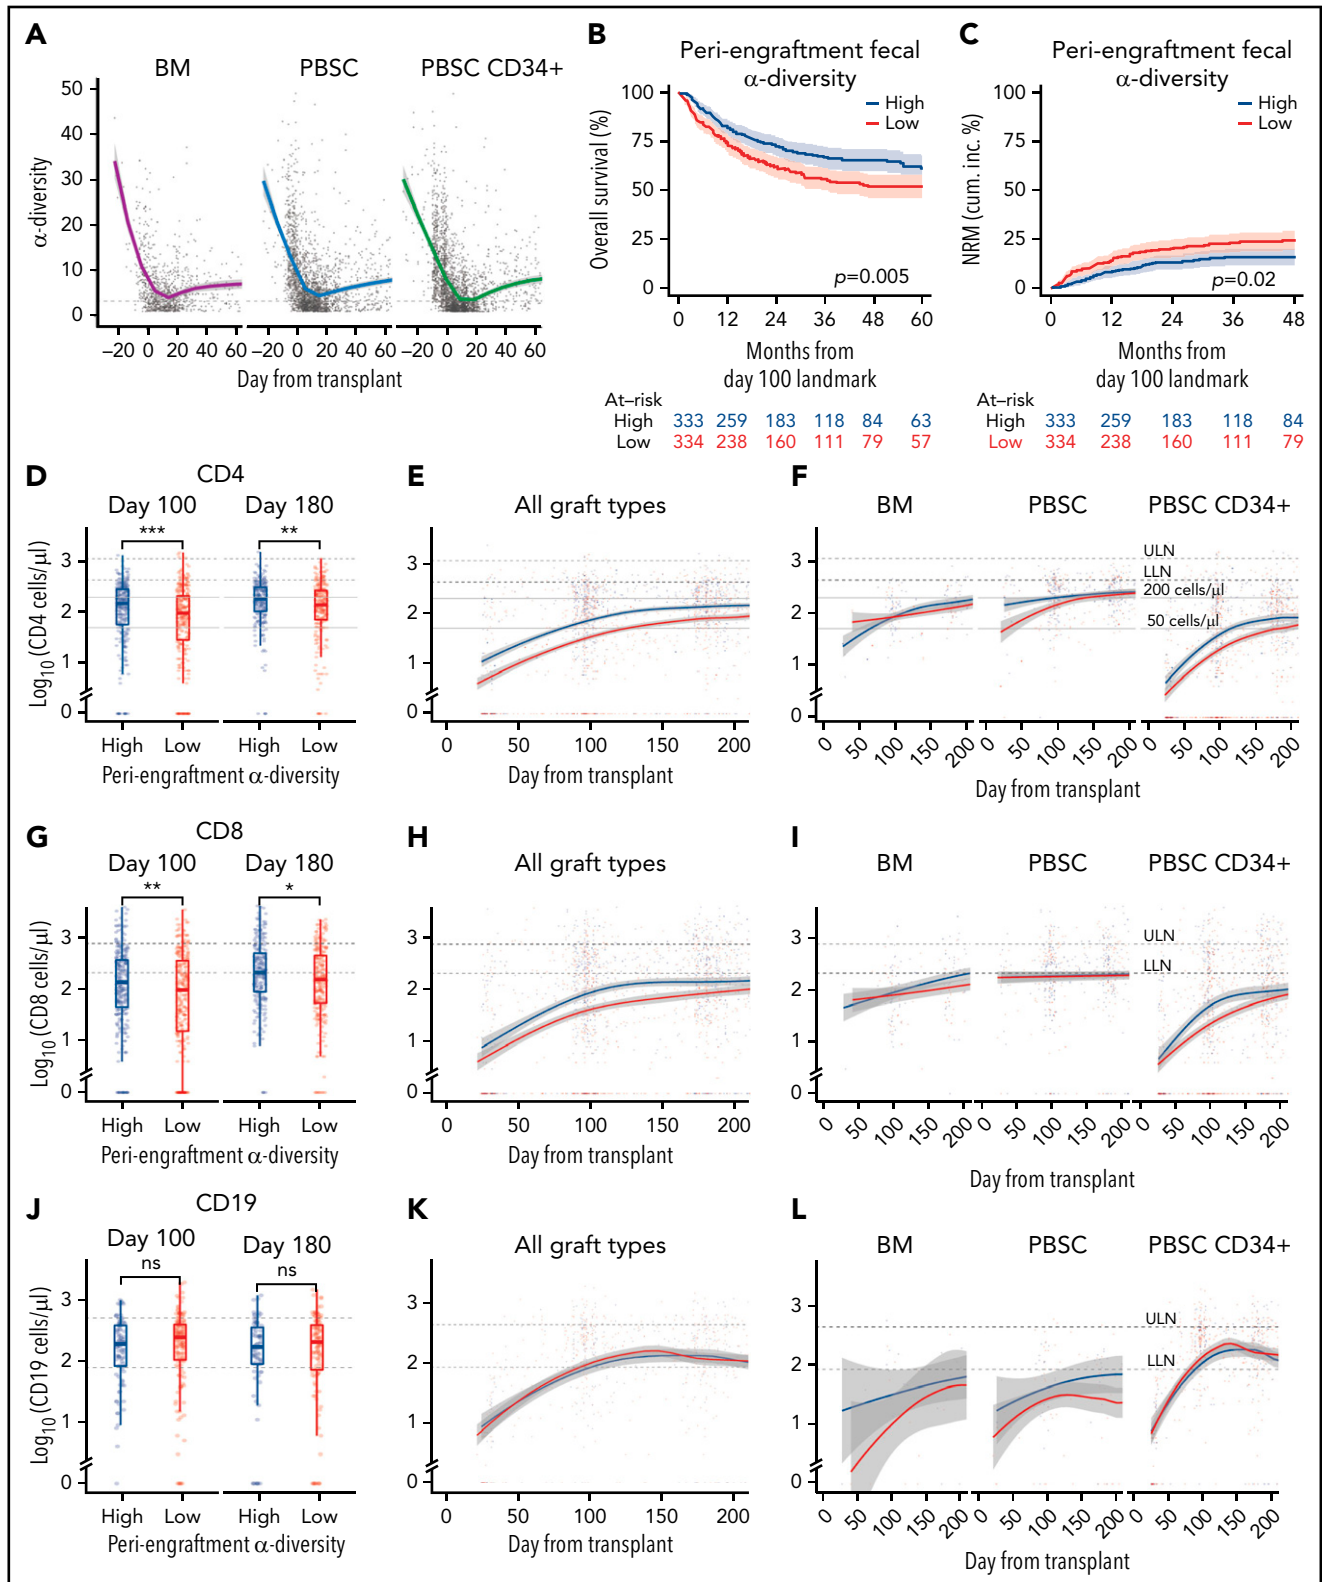 A
BM PBSC PBSC CD34+
α-diversity
50
40
30
20
10
0
−20 0 20 40 60 −20 0 20 40 60 −20 0 20 40 60
Day from transplant
B
Peri-engraftment fecal
α-diversity
High
Low
Overall survival (%)
100
75
50
25
0
p=0.005
0 12 24 36 48 60
Months from
day 100 landmark
At–risk
High 333 259 183 118 84 63
Low 334 238 160 111 79 57
C
Peri-engraftment fecal
α-diversity
High
Low
NRM (cum. inc. %)
100
75
50
25
0
p=0.02
0 12 24 36 48
Months from
day 100 landmark
At–risk
High 333 259 183 118 84
Low 334 238 160 111 79
D
CD4
Day 100 Day 180
*** **
Log10 (CD4 cells/µl)
3
2
1
0
High Low High Low
Peri-engraftment α-diversity
E
All graft types
3
2
1
0
0 50 100 150 200
Day from transplant
F
BM PBSC PBSC CD34+
ULN
LLN
200 cells/µl
50 cells/µl
3
2
1
0
0 50 100 150 200 0 50 100 150 200 0 50 100 150 200
Day from transplant
G
CD8
Day 100 Day 180
** *
Log10 (CD8 cells/µl)
3
2
1
0
High Low High Low
Peri-engraftment α-diversity
H
All graft types
3
2
1
0
0 50 100 150 200
Day from transplant
I
BM PBSC PBSC CD34+
ULN
LLN
3
2
1
0
0 50 100 150 200 0 50 100 150 200 0 50 100 150 200
Day from transplant
J
CD19
Day 100 Day 180
ns ns
Log10 (CD19 cells/µl)
3
2
1
0
High Low High Low
Peri-engraftment α-diversity
K
All graft types
3
2
1
0
0 50 100 150 200
Day from transplant
L
BM PBSC PBSC CD34+
ULN
LLN
3
2
1
0
0 50 100 150 200 0 50 100 150 200 0 50 100 150 200
Day from transplant